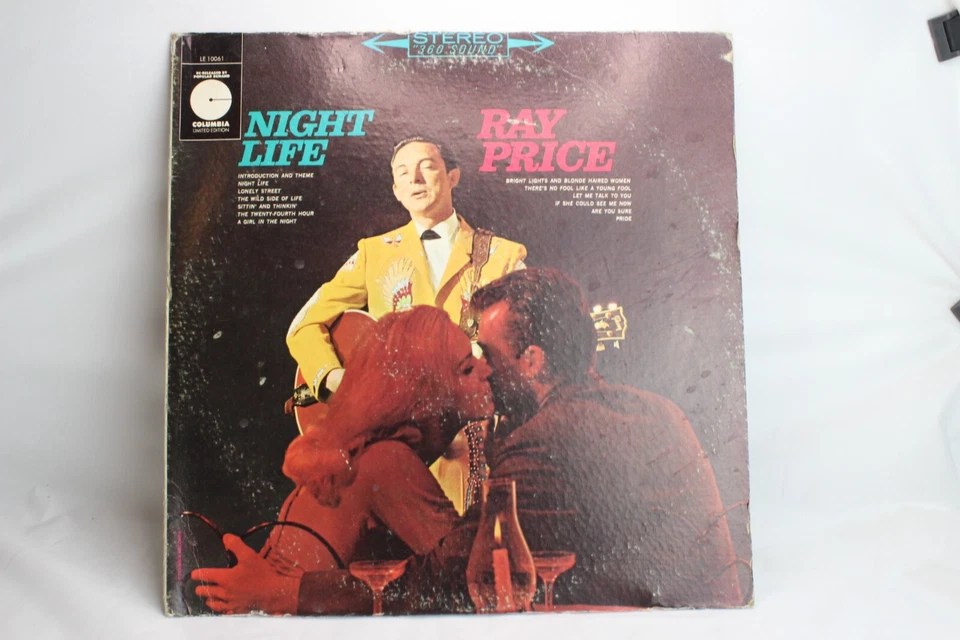 STEREO
"360 SOUND"
LE 10061
RE-RELEASED BY
POPULAR DEMAND
COLUMBIA
LIMITED EDITION
NIGHT
LIFE
INTRODUCTION AND THEME
NIGHT LIFE
LONELY STREET
THE WILD SIDE OF LIFE
SITTIN' AND THINKIN'
THE TWENTY-FOURTH HOUR
A GIRL IN THE NIGHT
RAY
PRICE
BRIGHT LIGHTS AND BLONDE HAIRED WOMEN
THERE'S NO FOOL LIKE A YOUNG FOOL
LET ME TALK TO YOU
IF SHE COULD SEE ME NOW
ARE YOU SURE
PRIDE